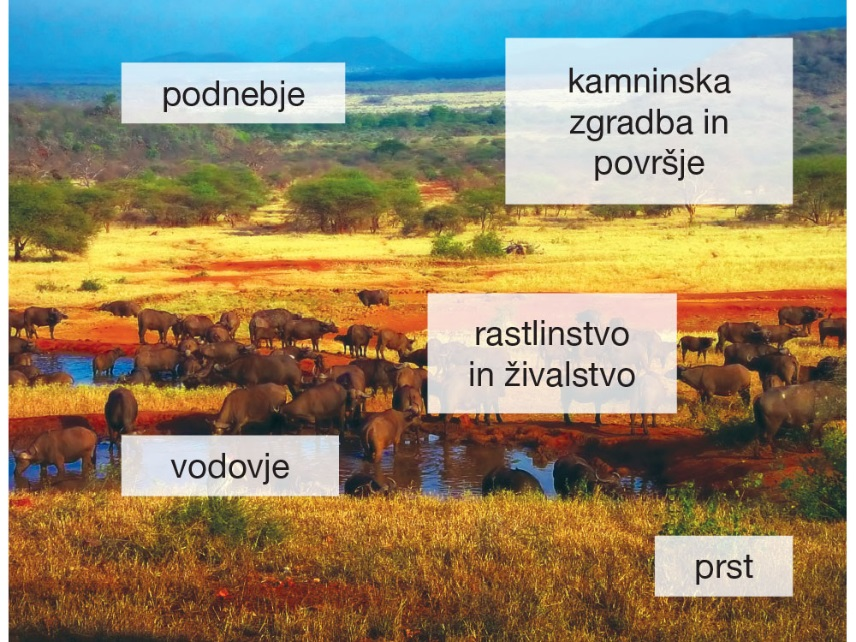 podnebje
kamninska
zgradba in
površje
rastlinstvo
in živalstvo
vodovje
prst